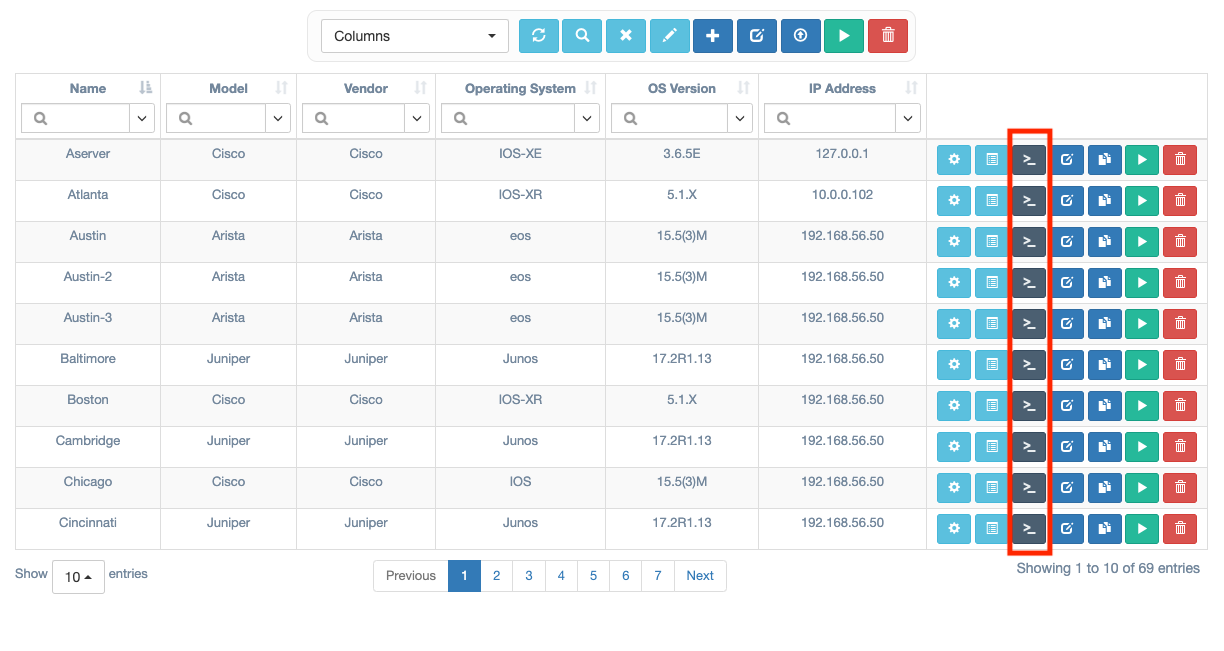 Columns
Name Model Vendor Operating System OS Version IP Address
Aserver Cisco Cisco IOS-XE 3.6.5E 127.0.0.1
Atlanta Cisco Cisco IOS-XR 5.1.X 10.0.0.102
Austin Arista Arista eos 15.5(3)M 192.168.56.50
Austin-2 Arista Arista eos 15.5(3)M 192.168.56.50
Austin-3 Arista Arista eos 15.5(3)M 192.168.56.50
Baltimore Juniper Juniper Junos 17.2R1.13 192.168.56.50
Boston Cisco Cisco IOS-XR 5.1.X 192.168.56.50
Cambridge Juniper Juniper Junos 17.2R1.13 192.168.56.50
Chicago Cisco Cisco IOS 15.5(3)M 192.168.56.50
Cincinnati Juniper Juniper Junos 17.2R1.13 192.168.56.50
Show 10 entries Previous 1 2 3 4 5 6 7 Next Showing 1 to 10 of 69 entries